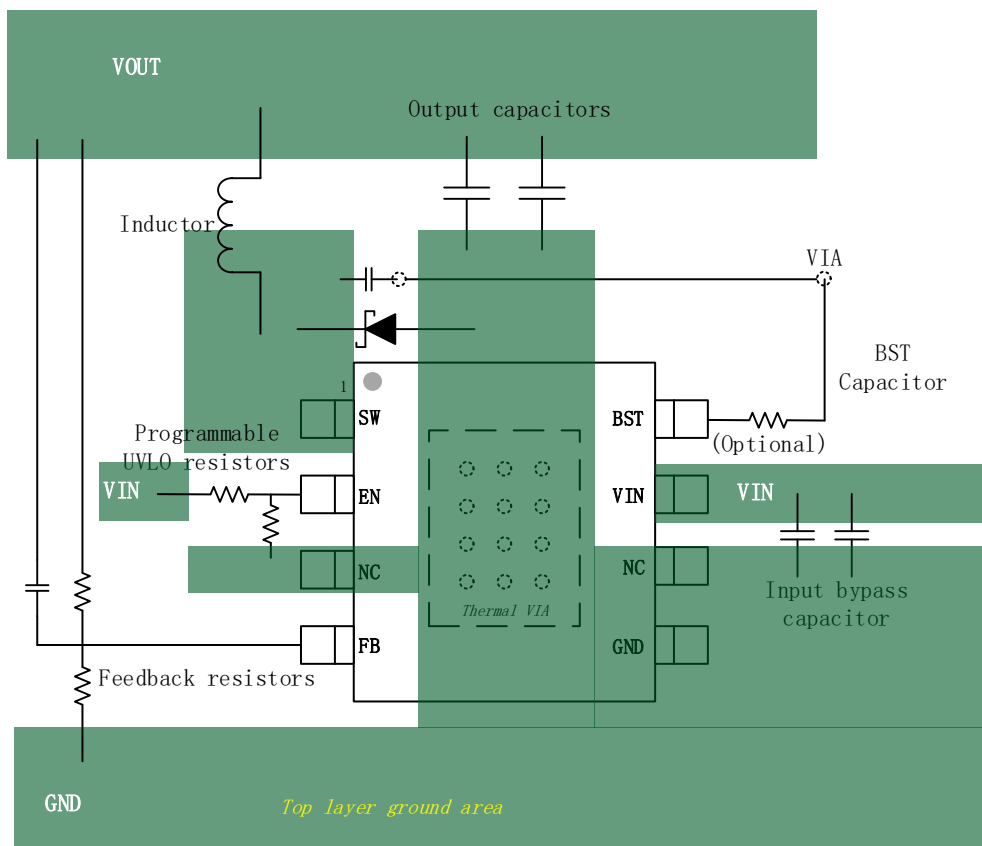 VOUT
Output capacitors
Inductor
VIA
BST
Capacitor
1
SW
BST
(Optional)
Programmable
UVLO resistors
VIN
EN
VIN
VIN
NC
NC
Input bypass
capacitor
Thermal VIA
FB
GND
Feedback resistors
GND
Top layer ground area